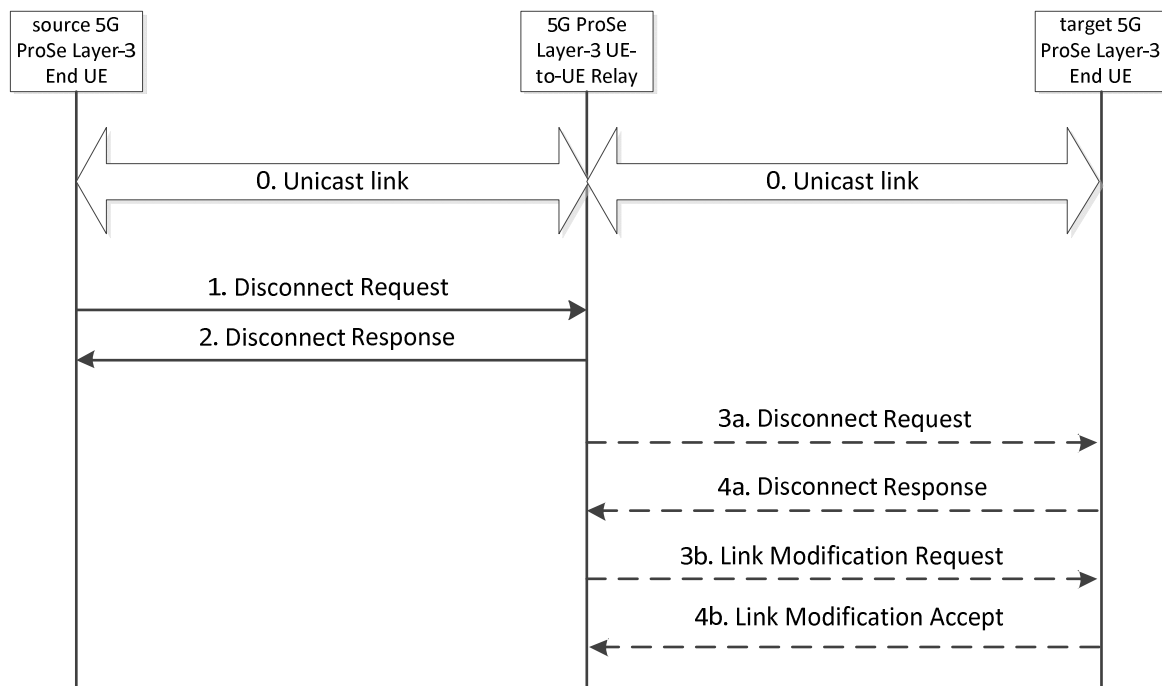 source 5G
ProSe Layer-3
End UE
5G ProSe
Layer-3 UE-
to-UE Relay
target 5G
ProSe Layer-3
End UE
0. Unicast link
0. Unicast link
1. Disconnect Request
2. Disconnect Response
3a. Disconnect Request
4a. Disconnect Response
3b. Link Modification Request
4b. Link Modification Accept